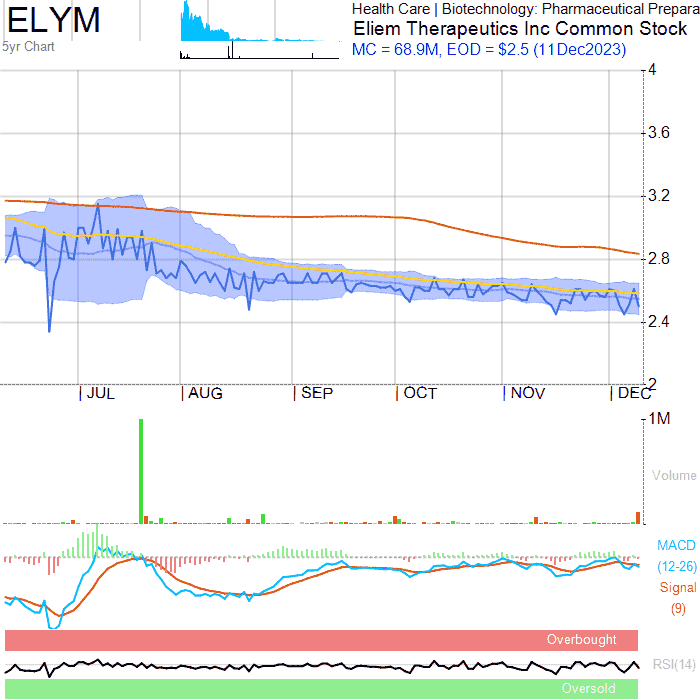 ELYM
5yr Chart
Health Care | Biotechnology: Pharmaceutical Prepara
Eliem Therapeutics Inc Common Stock
MC = 68.9M, EOD = $2.5 (11Dec2023)
4
3.6
3.2
2.8
2.4
2
| JUL | AUG | SEP | OCT | NOV | DEC
1M
Volume
MACD
(12-26)
Signal
(9)
Overbought
RSI(14)
Oversold